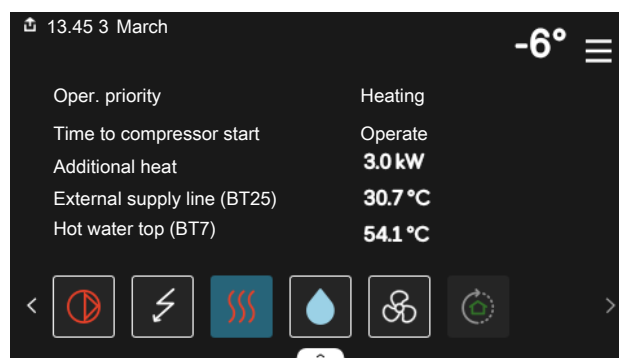 13.45 3 March
-6°
Oper. priority Heating
Time to compressor start Operate
Additional heat 3.0 kW
External supply line (BT25) 30.7 °C
Hot water top (BT7) 54.1 °C